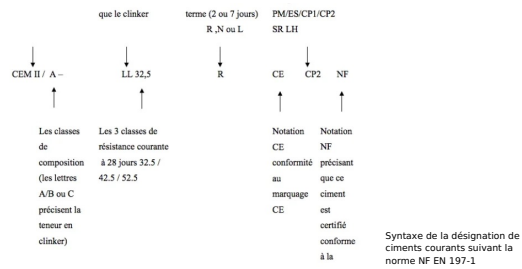 que le clinker terme (2 ou 7 jours) PM/ES/CP1/CP2
R ,N ou L SR LH
CEM II / A – LL 32,5 R CE CP2 NF
Les classes
de
composition
(les lettres
A/B ou C
précisent la
teneur en
clinker)
Les 3 classes de
résistance courante
à 28 jours 32.5 /
42.5 / 52.5
Notation
CE
conformité
au
marquage
CE
Notation
NF
précisant
que ce
ciment
est
certifié
conforme
à la
Syntaxe de la désignation de
ciments courants suivant la
norme NF EN 197-1